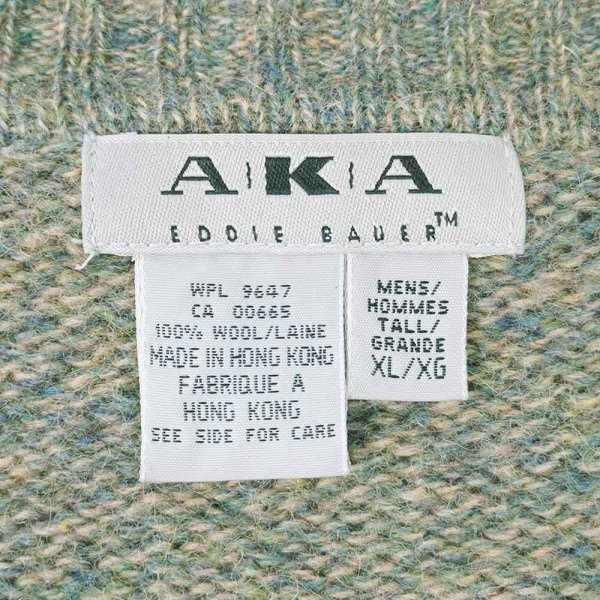 A|K|A
EDDIE BAUER™
WPL 9647
CA 00665
100% WOOL/LAINE
MADE IN HONG KONG
FABRIQUE A
HONG KONG
SEE SIDE FOR CARE
MENS/
HOMMES
TALL/
GRANDE
XL/XG